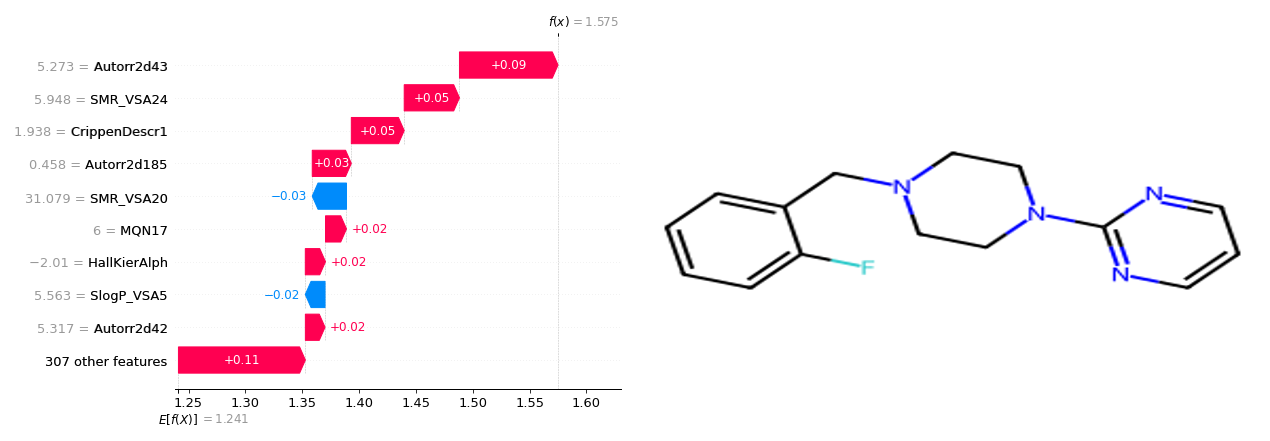 f(x) = 1.575
5.273 = Autorr2d43
+0.09
5.948 = SMR_VSA24
+0.05
1.938 = CrippenDescr1
+0.05
0.458 = Autorr2d185
+0.03
31.079 = SMR_VSA20
−0.03
6 = MQN17
+0.02
−2.01 = HallKierAlph
+0.02
5.563 = SlogP_VSA5
−0.02
5.317 = Autorr2d42
+0.02
307 other features
+0.11
1.25 1.30 1.35 1.40 1.45 1.50 1.55 1.60
E[f(X)] = 1.241
N
N
N
N
F